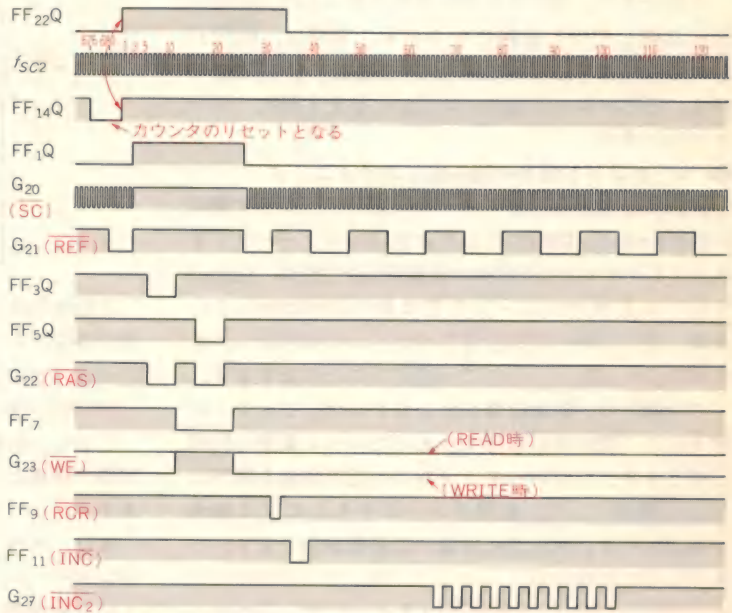 FF22Q
675 680 1 3 5 10 20 30 40 50 60 70 80 90 100 110 120
fSC2
FF14Q
カウンタのリセットとなる
FF1Q
G20
(SC)
G21 (REF)
FF3Q
FF5Q
G22 (RAS)
FF7
(READ時)
G23 (WE)
(WRITE時)
FF9 (RCR)
FF11 (INC)
G27 (INC2)